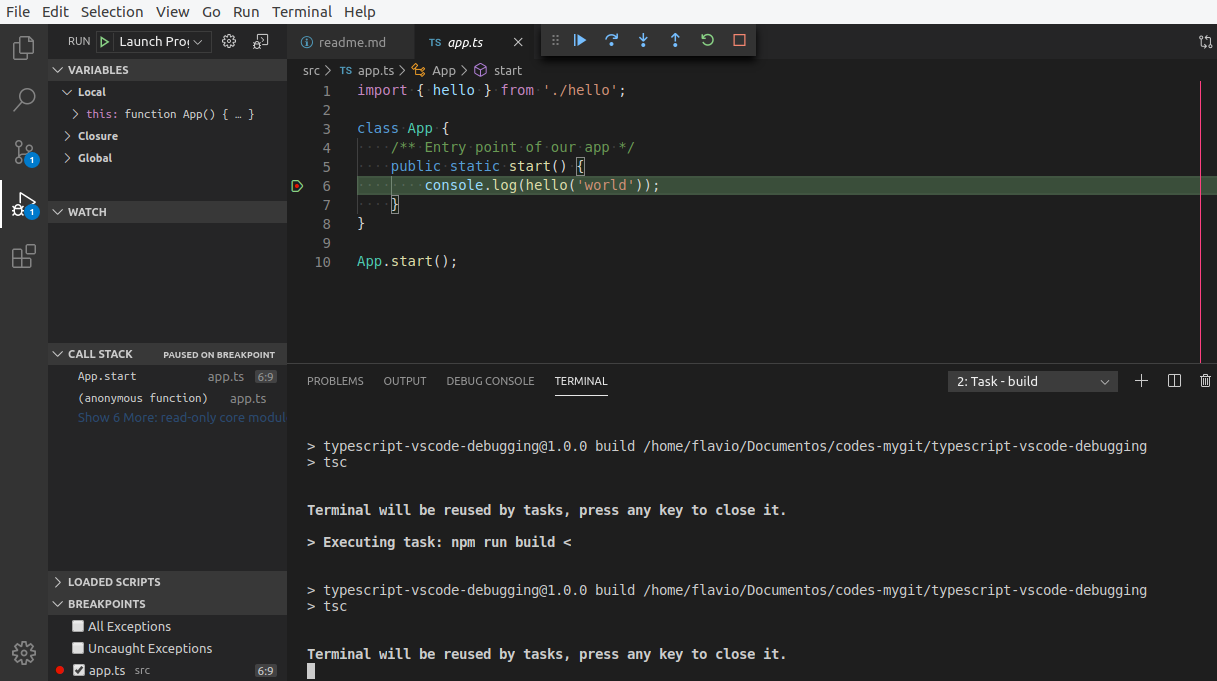 File Edit Selection View Go Run Terminal Help
RUN Launch Pro
VARIABLES
Local
this: function App() { … }
Closure
Global
WATCH
CALL STACK PAUSED ON BREAKPOINT
App.start app.ts 6:9
(anonymous function) app.ts
Show 6 More: read-only core modul
LOADED SCRIPTS
BREAKPOINTS
All Exceptions
Uncaught Exceptions
app.ts src 6:9
1
1
readme.md
TS app.ts
src > TS app.ts > App > start
1 import { hello } from './hello';
2
3 class App {
4 /** Entry point of our app */
5 public static start() {
6 console.log(hello('world'));
7 }
8 }
9
10 App.start();
PROBLEMS OUTPUT DEBUG CONSOLE TERMINAL 2: Task - build
> typescript-vscode-debugging@1.0.0 build /home/flavio/Documentos/codes-mygit/typescript-vscode-debugging
> tsc
Terminal will be reused by tasks, press any key to close it.
> Executing task: npm run build <
> typescript-vscode-debugging@1.0.0 build /home/flavio/Documentos/codes-mygit/typescript-vscode-debugging
> tsc
Terminal will be reused by tasks, press any key to close it.